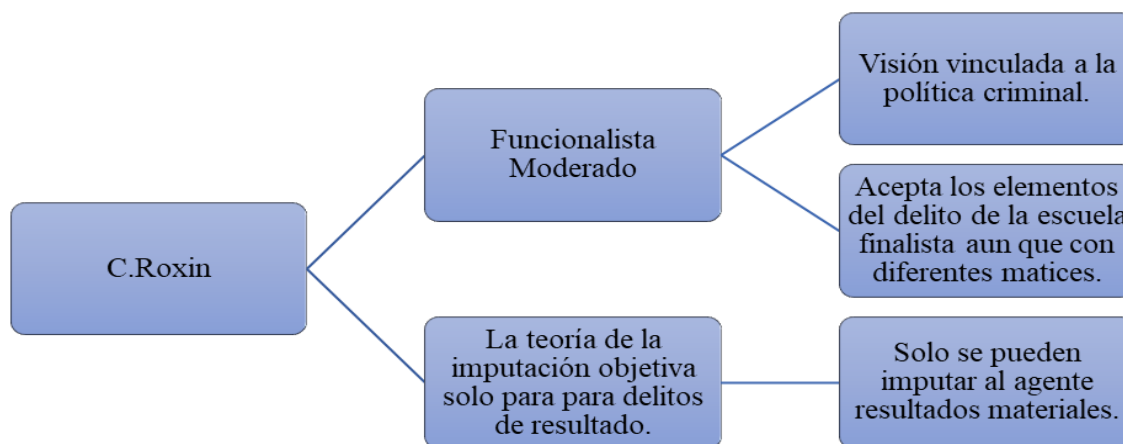 C.Roxin
Funcionalista
Moderado
Visión vinculada a la
política criminal.
Acepta los elementos
del delito de la escuela
finalista aun que con
diferentes matices.
La teoría de la
imputación objetiva
solo para para delitos
de resultado.
Solo se pueden
imputar al agente
resultados materiales.